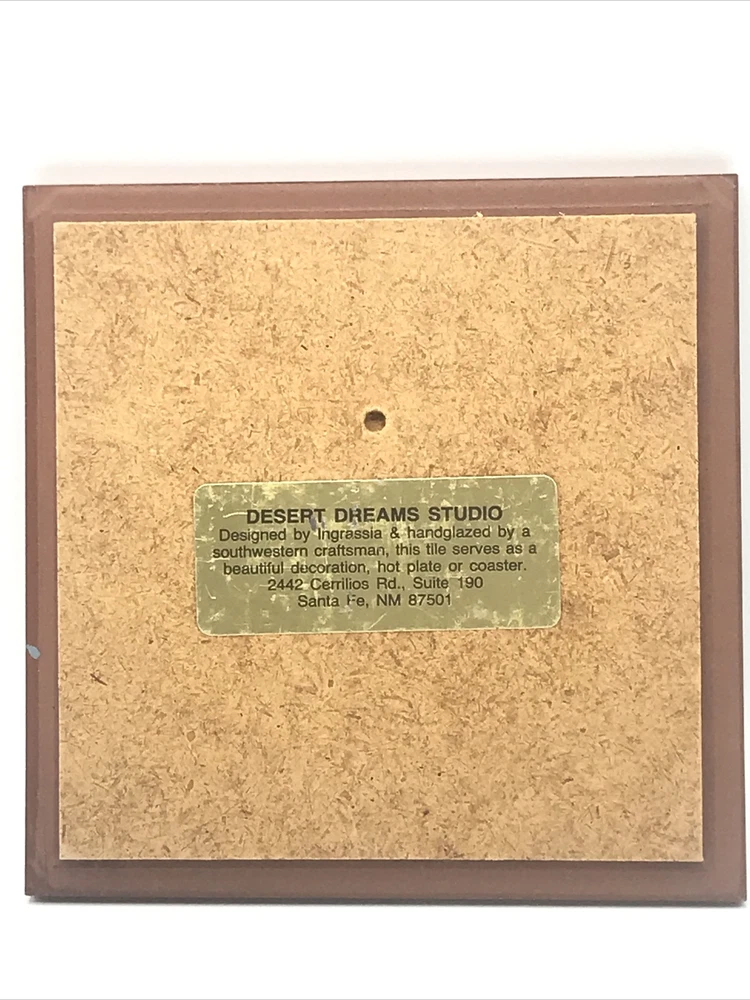 DESERT DREAMS STUDIO
Designed by Ingrassia & handglazed by a
southwestern craftsman, this tile serves as a
beautiful decoration, hot plate or coaster.
2442 Cerrilios Rd., Suite 190
Santa Fe, NM 87501